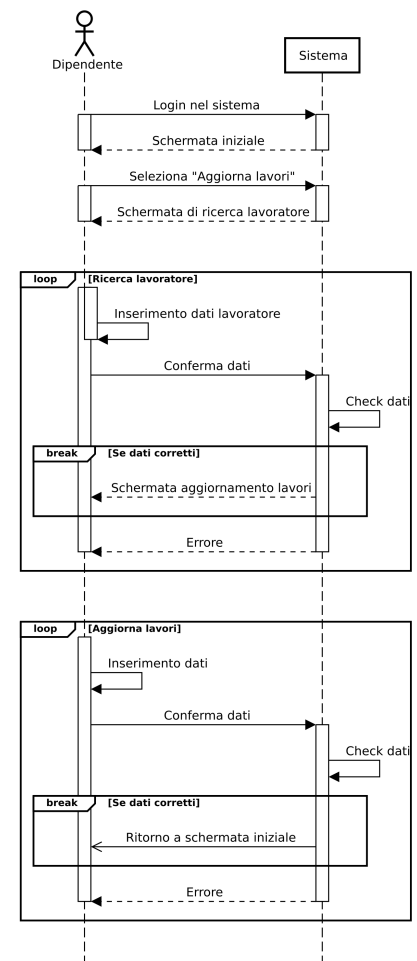 Dipendente
Sistema
Login nel sistema
Schermata iniziale
Seleziona "Aggiorna lavori"
Schermata di ricerca lavoratore
loop [Ricerca lavoratore]
Inserimento dati lavoratore
Conferma dati
Check dati
break [Se dati corretti]
Schermata aggiornamento lavori
Errore
loop [Aggiorna lavori]
Inserimento dati
Conferma dati
Check dati
break [Se dati corretti]
Ritorno a schermata iniziale
Errore